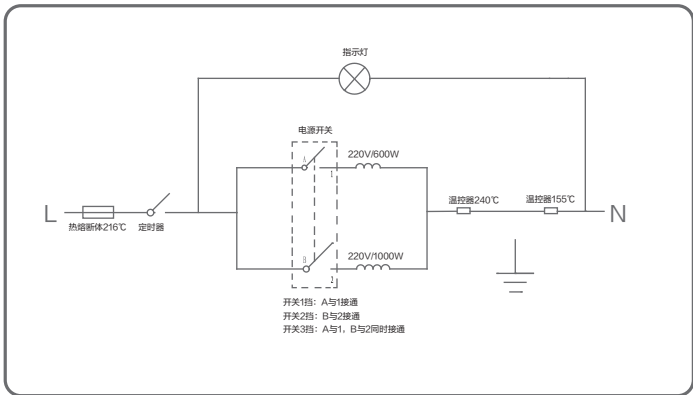 指示灯
电源开关
A
1
220V/600W
L
热熔断体216℃
定时器
温控器240℃
温控器155℃
N
B
2
220V/1000W
开关1挡：A与1接通
开关2挡：B与2接通
开关3挡：A与1，B与2同时接通